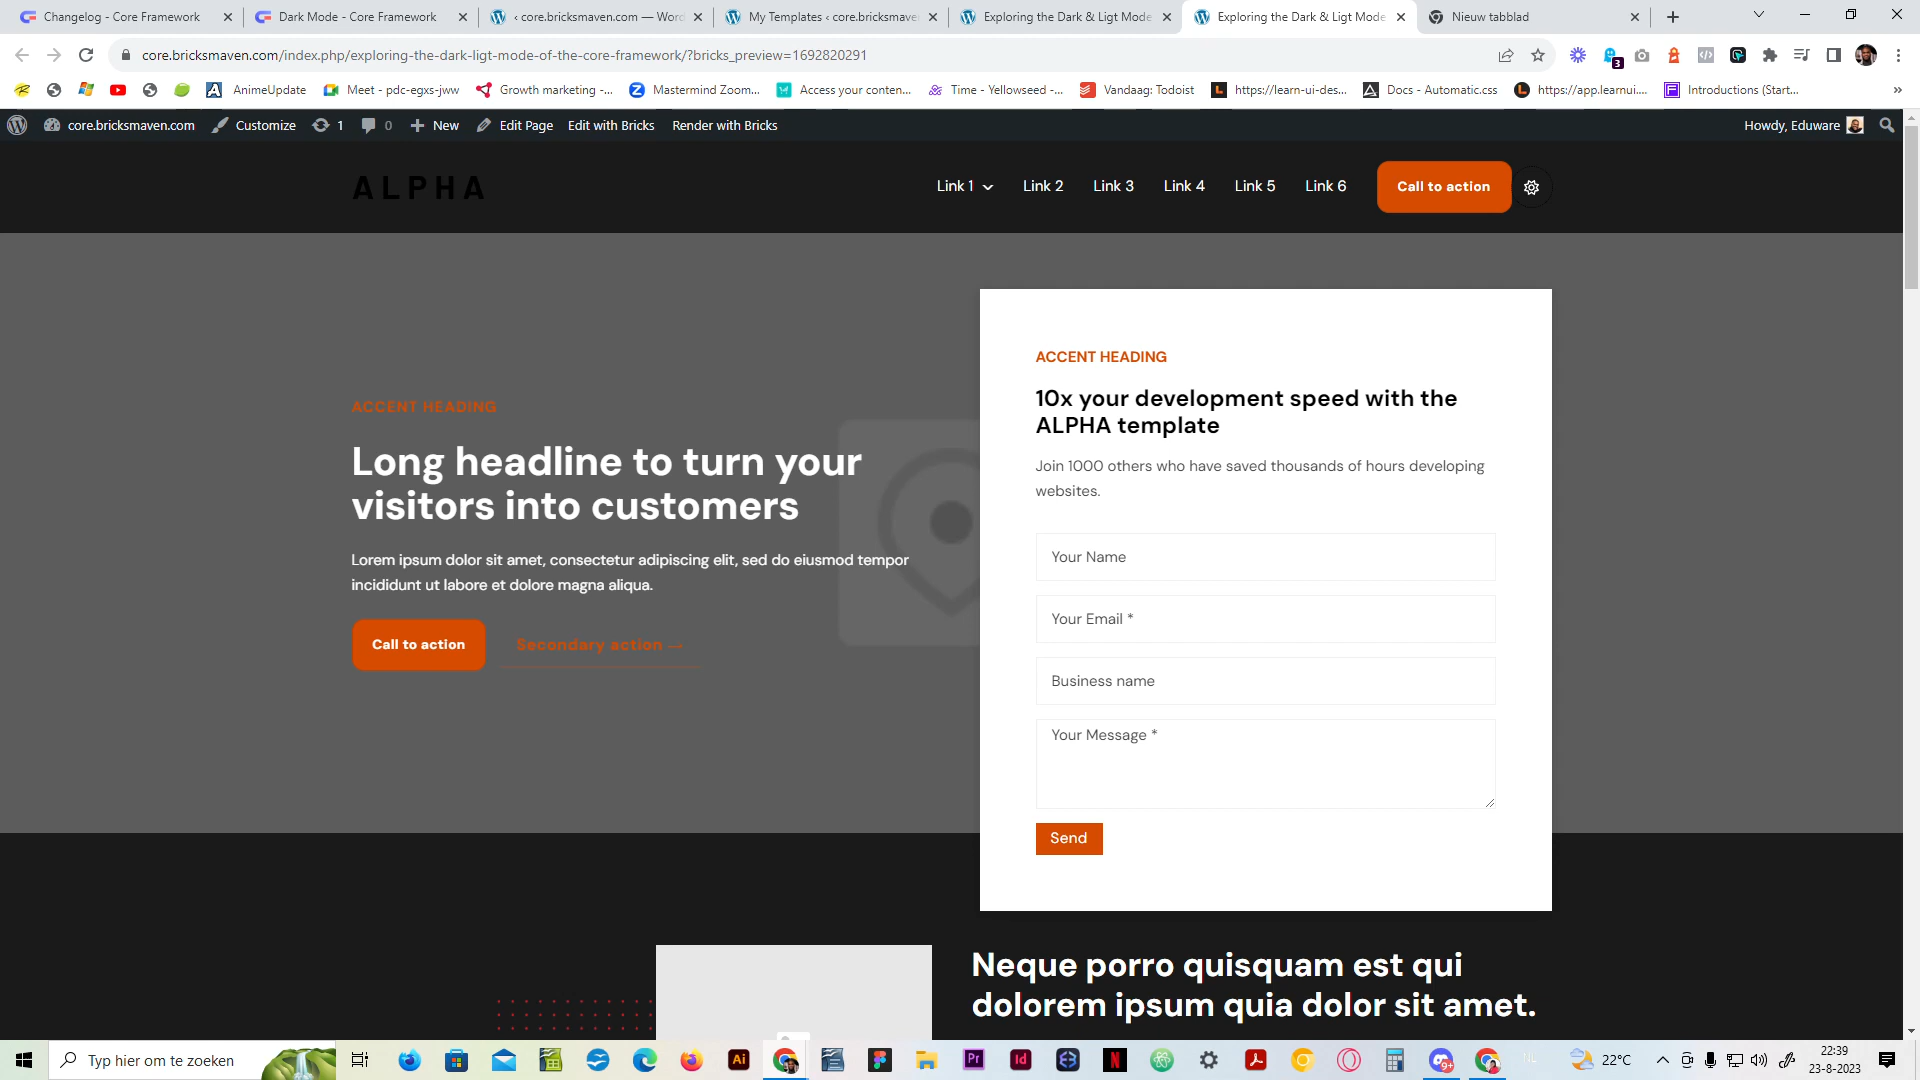 Changelog - Core Framework
Dark Mode - Core Framework
‹ core.bricksmaven.com — Word
My Templates ‹ core.bricksmave
Exploring the Dark & Ligt Mode
Exploring the Dark & Ligt Mode
Nieuw tabblad
core.bricksmaven.com/index.php/exploring-the-dark-ligt-mode-of-the-core-framework/?bricks_preview=1692820291
3
AnimeUpdate
Meet - pdc-egxs-jww
Growth marketing -...
Mastermind Zoom...
Access your conten...
Time - Yellowseed -...
Vandaag: Todoist
https://learn-ui-des...
Docs - Automatic.css
https://app.learnui....
Introductions (Start...
»
core.bricksmaven.com
Customize
1
0
New
Edit Page
Edit with Bricks
Render with Bricks
Howdy, Eduware
ALPHA
Link 1
Link 2
Link 3
Link 4
Link 5
Link 6
Call to action
ACCENT HEADING
Long headline to turn your
visitors into customers
Lorem ipsum dolor sit amet, consectetur adipiscing elit, sed do eiusmod tempor
incididunt ut labore et dolore magna aliqua.
Call to action
Secondary action →
ACCENT HEADING
10x your development speed with the
ALPHA template
Join 1000 others who have saved thousands of hours developing
websites.
Your Name
Your Email *
Business name
Your Message *
Send
Neque porro quisquam est qui
dolorem ipsum quia dolor sit amet.
Typ hier om te zoeken
Ai
Pr
Id
N
9+
22°C
22:39
23-8-2023